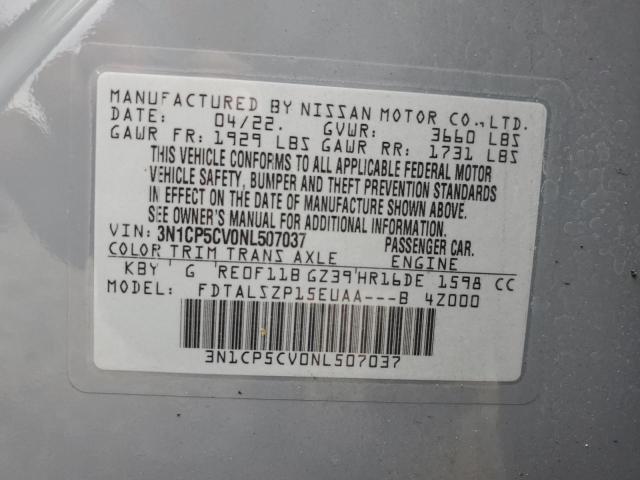 MANUFACTURED BY NISSAN MOTOR CO.,LTD.
DATE: 04/22. GVWR: 3660 LBS
GAWR FR: 1929 LBS GAWR RR: 1731 LBS
THIS VEHICLE CONFORMS TO ALL APPLICABLE FEDERAL MOTOR
VEHICLE SAFETY, BUMPER AND THEFT PREVENTION STANDARDS
IN EFFECT ON THE DATE OF MANUFACTURE SHOWN ABOVE.
SEE OWNER'S MANUAL FOR ADDITIONAL INFORMATION.
VIN: 3N1CP5CV0NL507037 PASSENGER CAR.
COLOR TRIM TRANS AXLE ENGINE
KBY G RE0F11B GZ39 HR16DE 1598 CC
MODEL: FDTALSZP15EUAA---B 4Z000
3N1CP5CV0NL507037